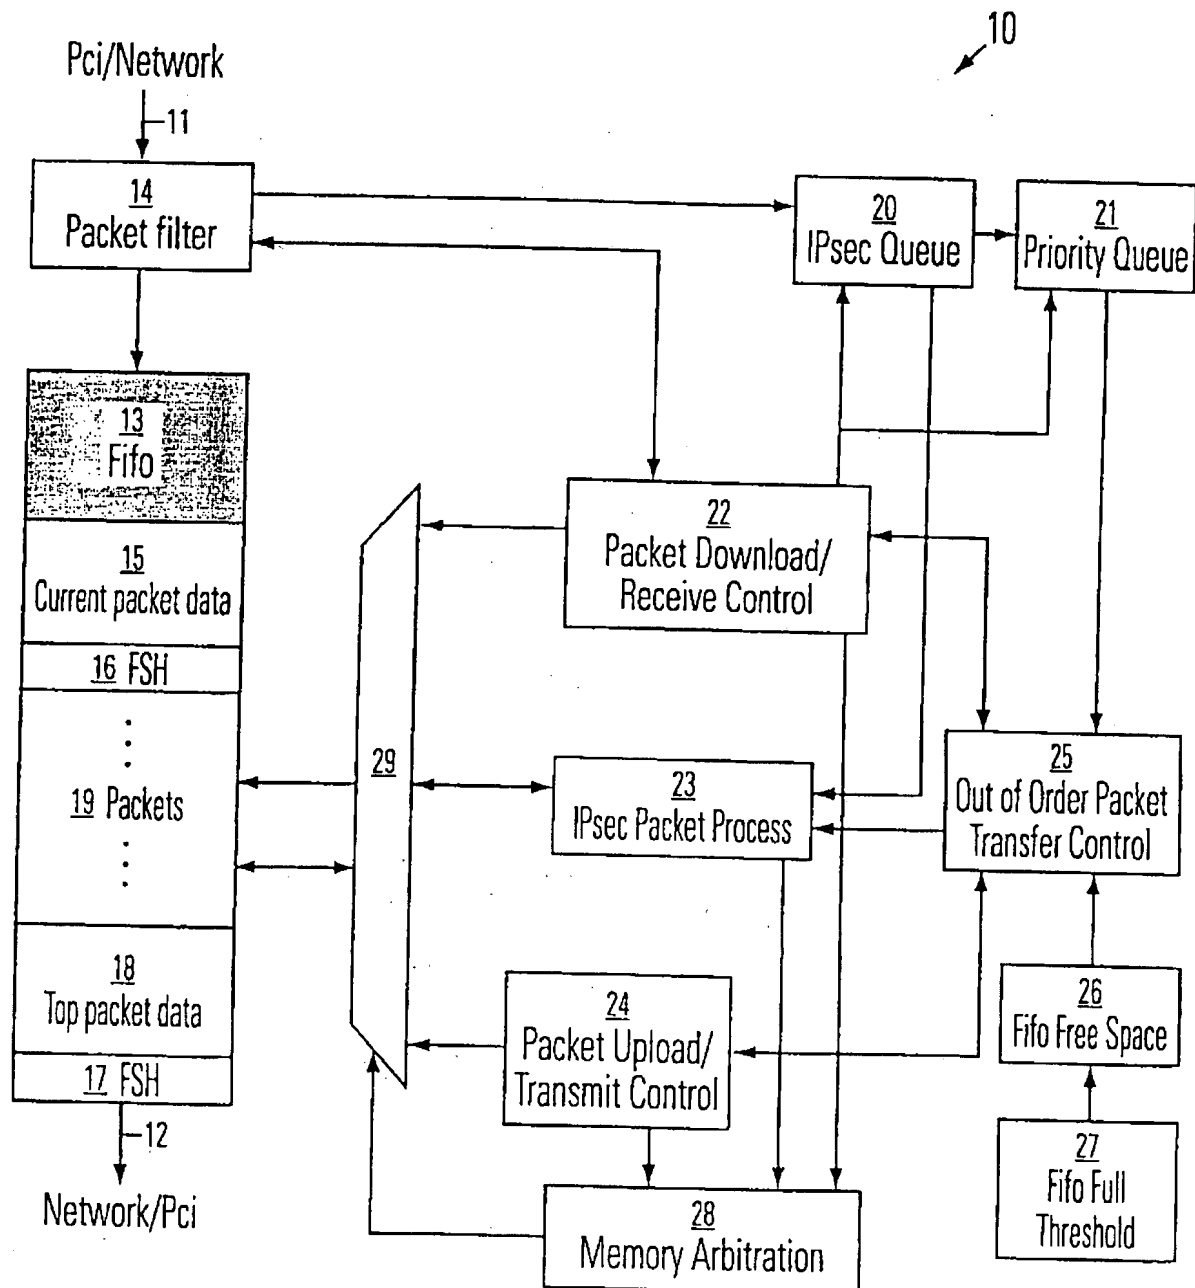 10
Pci/Network
11
14
Packet filter
20
IPsec Queue
21
Priority Queue
13
Fifo
22
Packet Download/
Receive Control
15
Current packet data
16 FSH
29
23
IPsec Packet Process
25
Out of Order Packet
Transfer Control
19 Packets
18
Top packet data
24
Packet Upload/
Transmit Control
26
Fifo Free Space
17 FSH
12
27
Fifo Full
Threshold
Network/Pci
28
Memory Arbitration